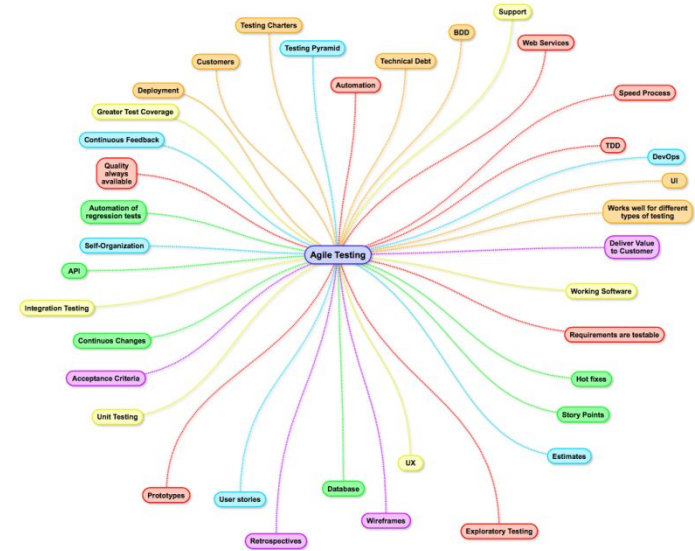 Support
Testing Charters
BDD
Web Services
Testing Pyramid
Customers
Technical Debt
Automation
Deployment
Speed Process
Greater Test Coverage
Continuous Feedback
TDD
DevOps
Quality
always
available
UI
Automation of
regression tests
Works well for different
types of testing
Self-Organization
Deliver Value
to Customer
Agile Testing
API
Working Software
Integration Testing
Requirements are testable
Continuos Changes
Acceptance Criteria
Hot fixes
Unit Testing
Story Points
Estimates
UX
Prototypes
User stories
Database
Wireframes
Exploratory Testing
Retrospectives